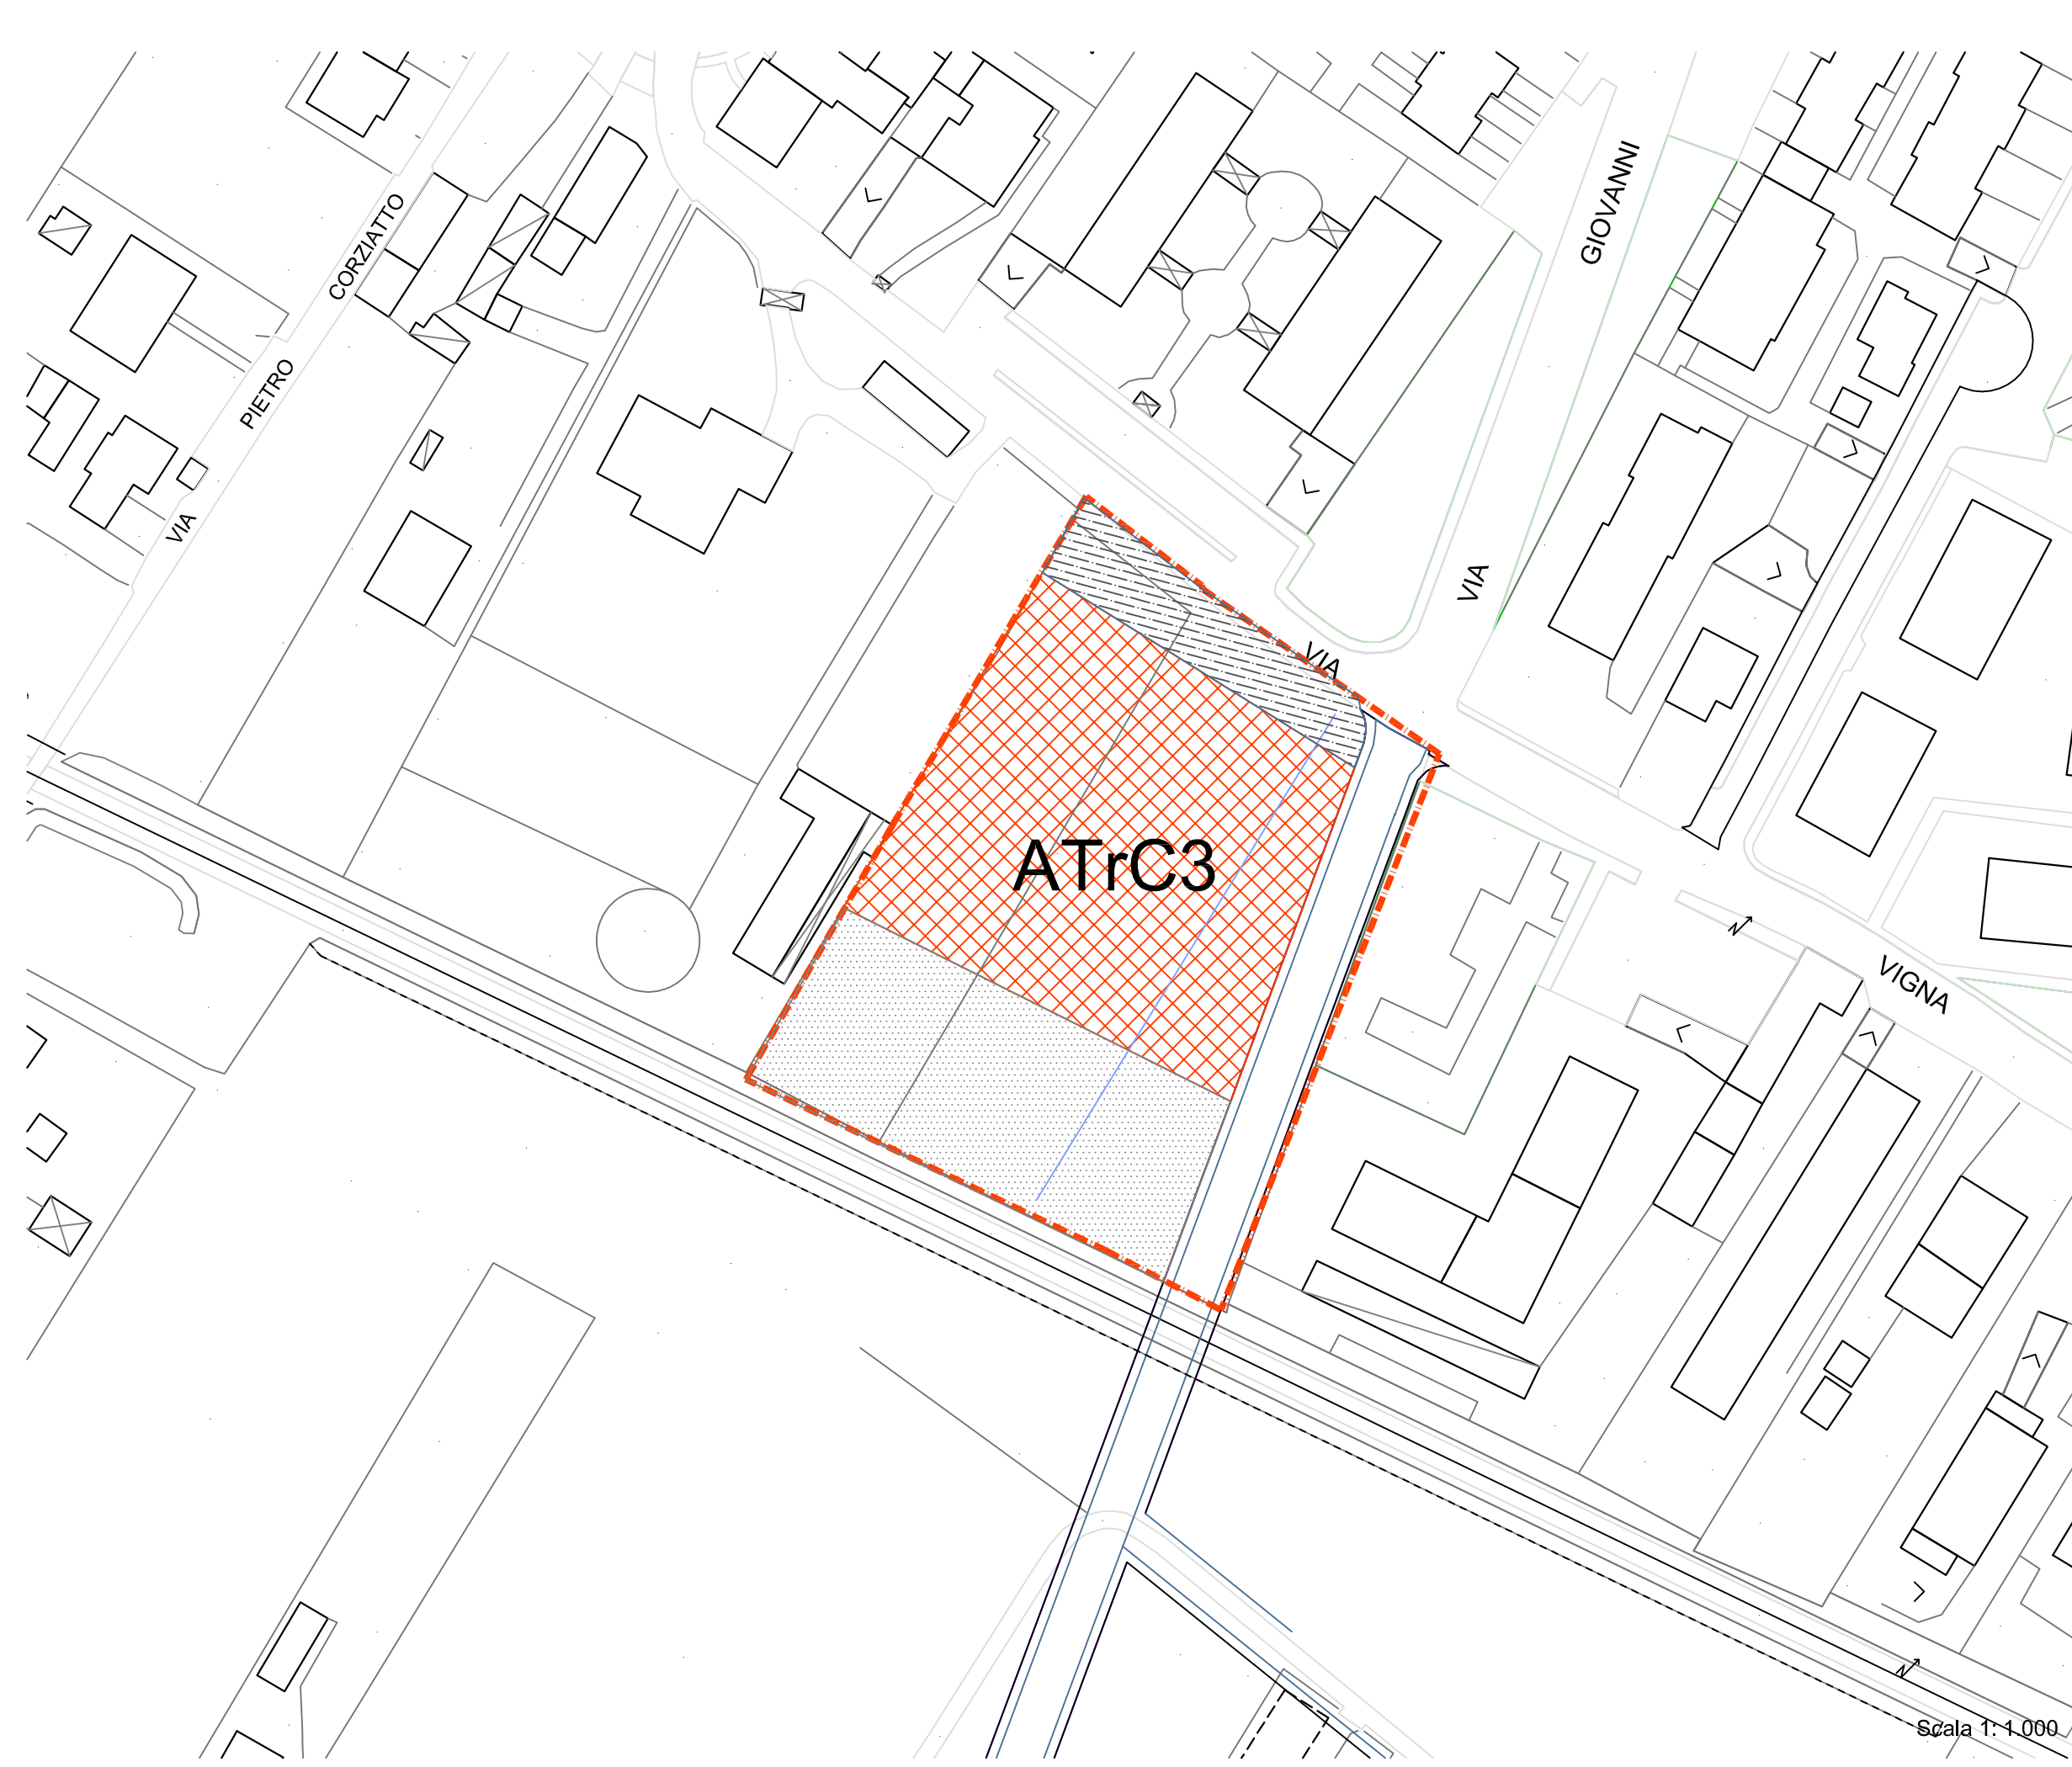 GIOVANNI
CORZIATTO
PIETRO
VIA
VIA
VIA
ATrC3
VIGNA
Scala 1: 1.000